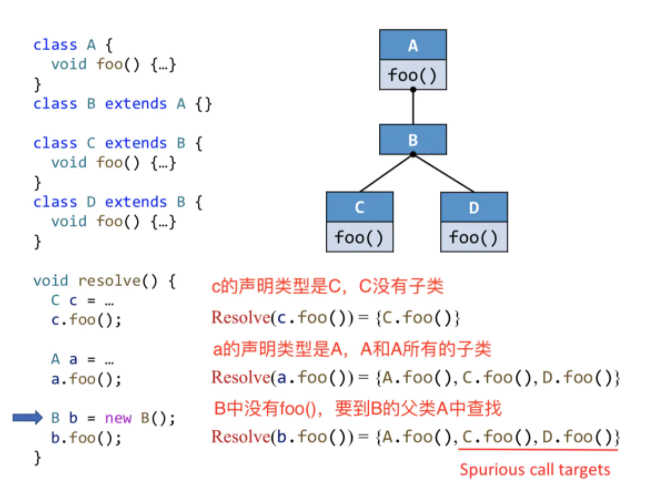 class A {
void foo() {…}
}
class B extends A {}
class C extends B {
void foo() {…}
}
class D extends B {
void foo() {…}
}
A
foo()
B
C
foo()
D
foo()
void resolve() {
C c = …
c.foo();
A a = …
a.foo();
B b = new B();
b.foo();
}
c的声明类型是C，C没有子类
Resolve(c.foo()) = {C.foo()}
a的声明类型是A，A和A所有的子类
Resolve(a.foo()) = {A.foo(), C.foo(), D.foo()}
B中没有foo()，要到B的父类A中查找
Resolve(b.foo()) = {A.foo(), C.foo(), D.foo()}
Spurious call targets